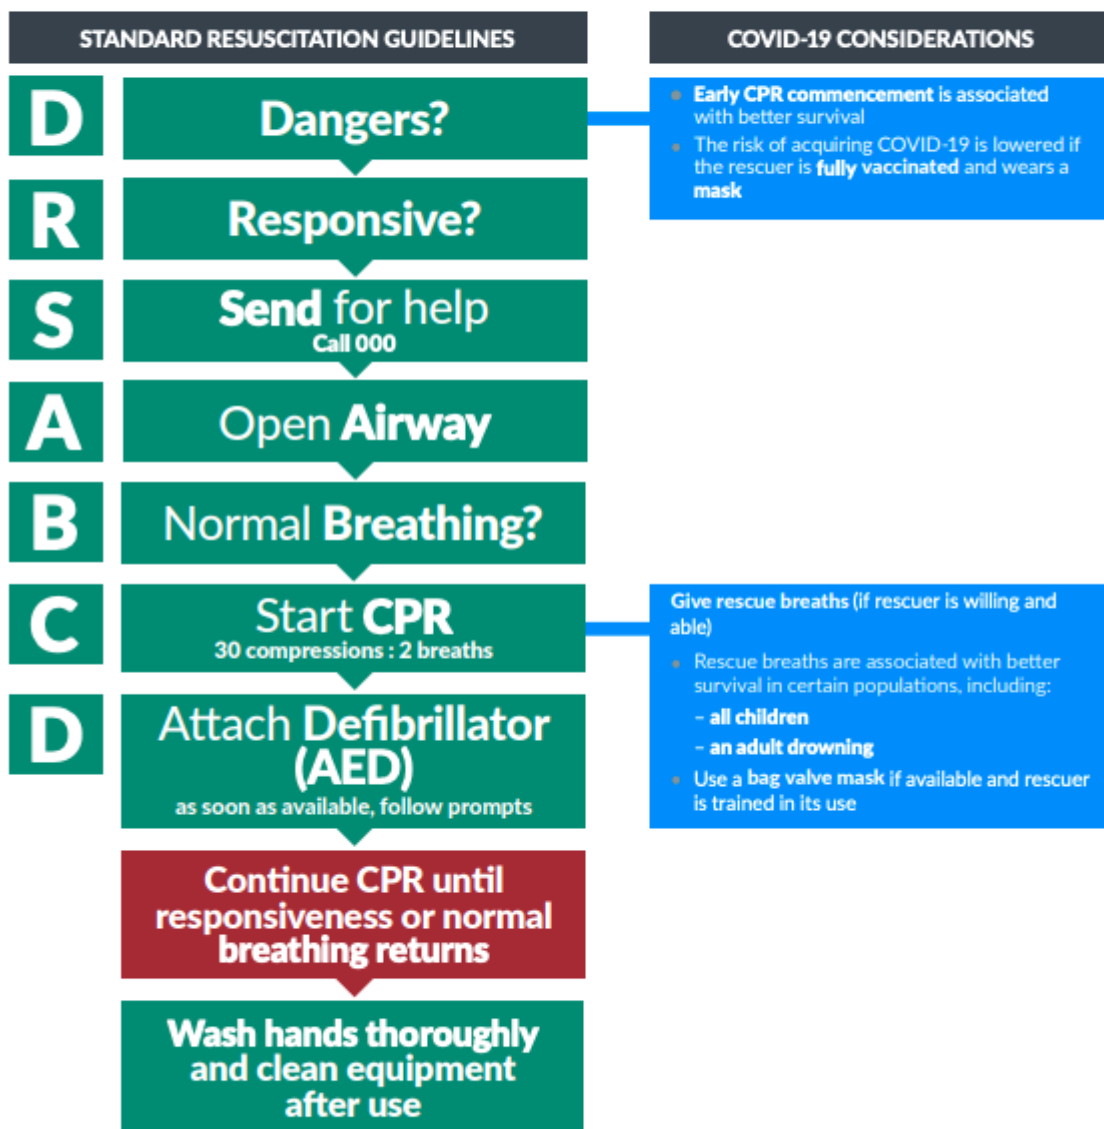 STANDARD RESUSCITATION GUIDELINES
COVID-19 CONSIDERATIONS
D
Dangers?
• Early CPR commencement is associated
with better survival
• The risk of acquiring COVID-19 is lowered if
the rescuer is fully vaccinated and wears a
mask
R
Responsive?
S
Send for help
Call 000
A
Open Airway
B
Normal Breathing?
C
Start CPR
30 compressions : 2 breaths
Give rescue breaths (if rescuer is willing and
able)
• Rescue breaths are associated with better
survival in certain populations, including:
– all children
– an adult drowning
• Use a bag valve mask if available and rescuer
is trained in its use
D
Attach Defibrillator
(AED)
as soon as available, follow prompts
Continue CPR until
responsiveness or normal
breathing returns
Wash hands thoroughly
and clean equipment
after use